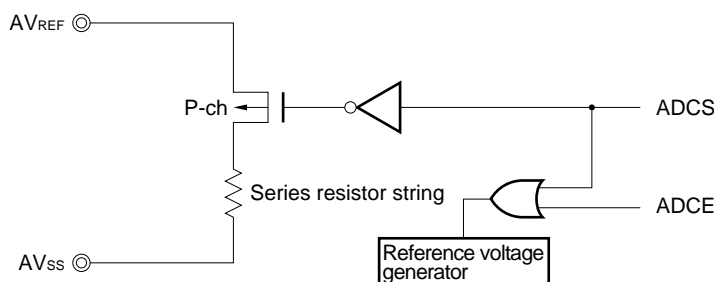 AVREF
P-ch
ADCS
Series resistor string
ADCE
Reference voltage
generator
AVSS